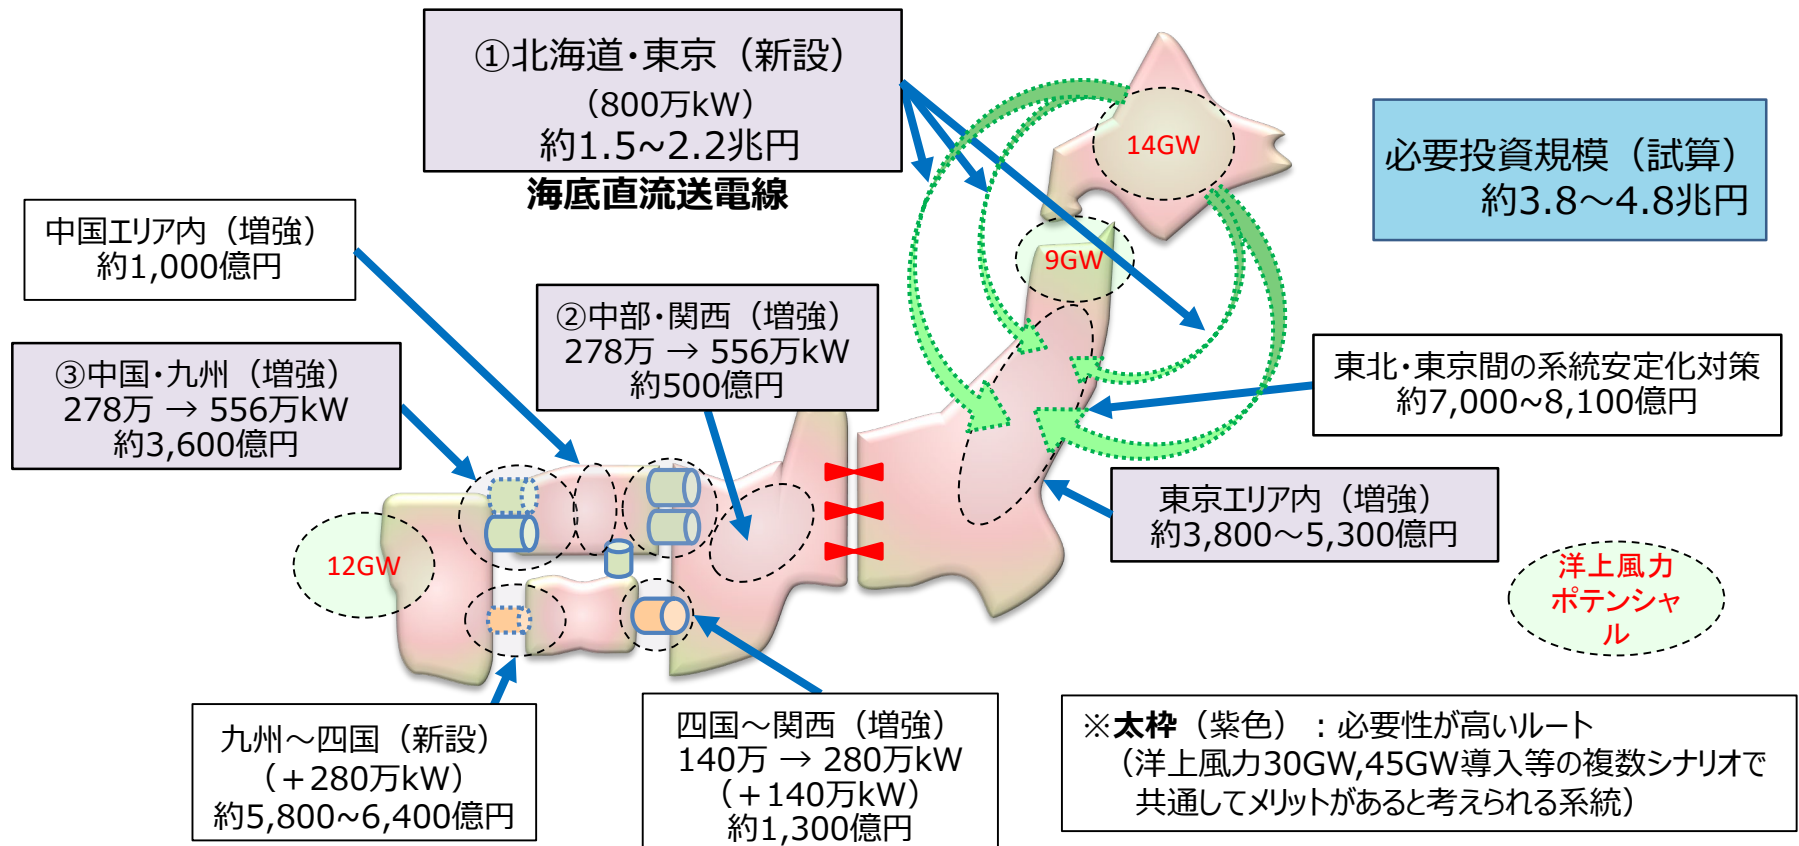 ①北海道・東京（新設）
（800万kW）
約1.5~2.2兆円
海底直流送電線
14GW
必要投資規模（試算）
約3.8～4.8兆円
中国エリア内（増強）
約1,000億円
9GW
②中部・関西（増強）
278万 → 556万kW
約500億円
③中国・九州（増強）
278万 → 556万kW
約3,600億円
東北・東京間の系統安定化対策
約7,000~8,100億円
東京エリア内（増強）
約3,800～5,300億円
12GW
洋上風力
ポテンシャ
ル
九州～四国（新設）
（＋280万kW）
約5,800~6,400億円
四国～関西（増強）
140万 → 280万kW
（＋140万kW）
約1,300億円
※太枠（紫色）：必要性が高いルート
（洋上風力30GW,45GW導入等の複数シナリオで
共通してメリットがあると考えられる系統）